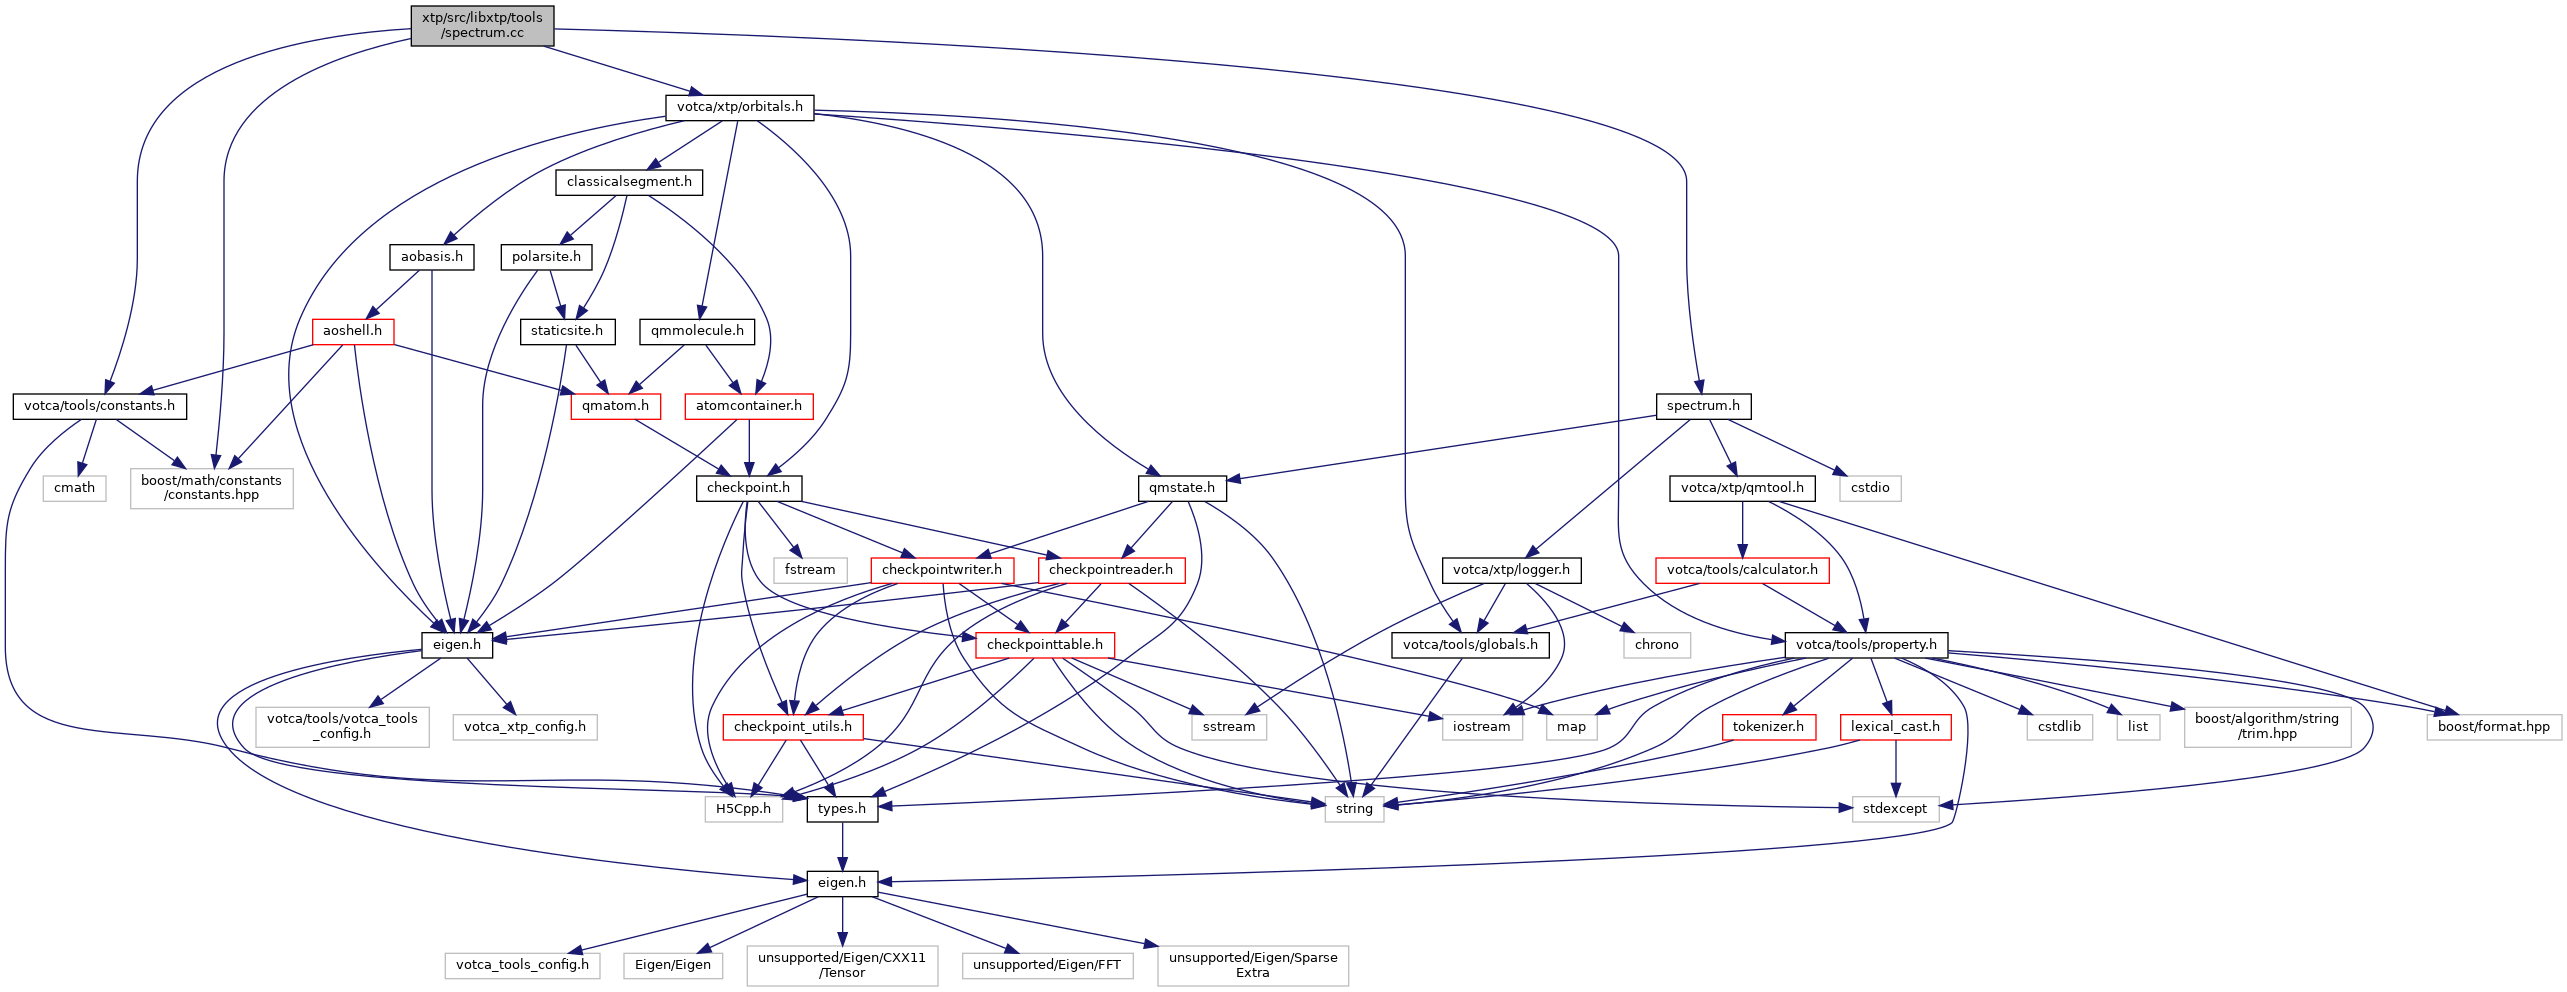 xtp/src/libxtp/tools
/spectrum.cc
votca/xtp/orbitals.h
classicalsegment.h
aobasis.h
polarsite.h
aoshell.h
staticsite.h
qmmolecule.h
votca/tools/constants.h
qmatom.h
atomcontainer.h
spectrum.h
cmath
boost/math/constants
/constants.hpp
checkpoint.h
qmstate.h
votca/xtp/qmtool.h
cstdio
fstream
checkpointwriter.h
checkpointreader.h
votca/xtp/logger.h
votca/tools/calculator.h
eigen.h
checkpointtable.h
votca/tools/globals.h
chrono
votca/tools/property.h
votca/tools/votca_tools
_config.h
votca_xtp_config.h
checkpoint_utils.h
sstream
iostream
map
tokenizer.h
lexical_cast.h
cstdlib
list
boost/algorithm/string
/trim.hpp
boost/format.hpp
H5Cpp.h
types.h
string
stdexcept
eigen.h
votca_tools_config.h
Eigen/Eigen
unsupported/Eigen/CXX11
/Tensor
unsupported/Eigen/FFT
unsupported/Eigen/Sparse
Extra